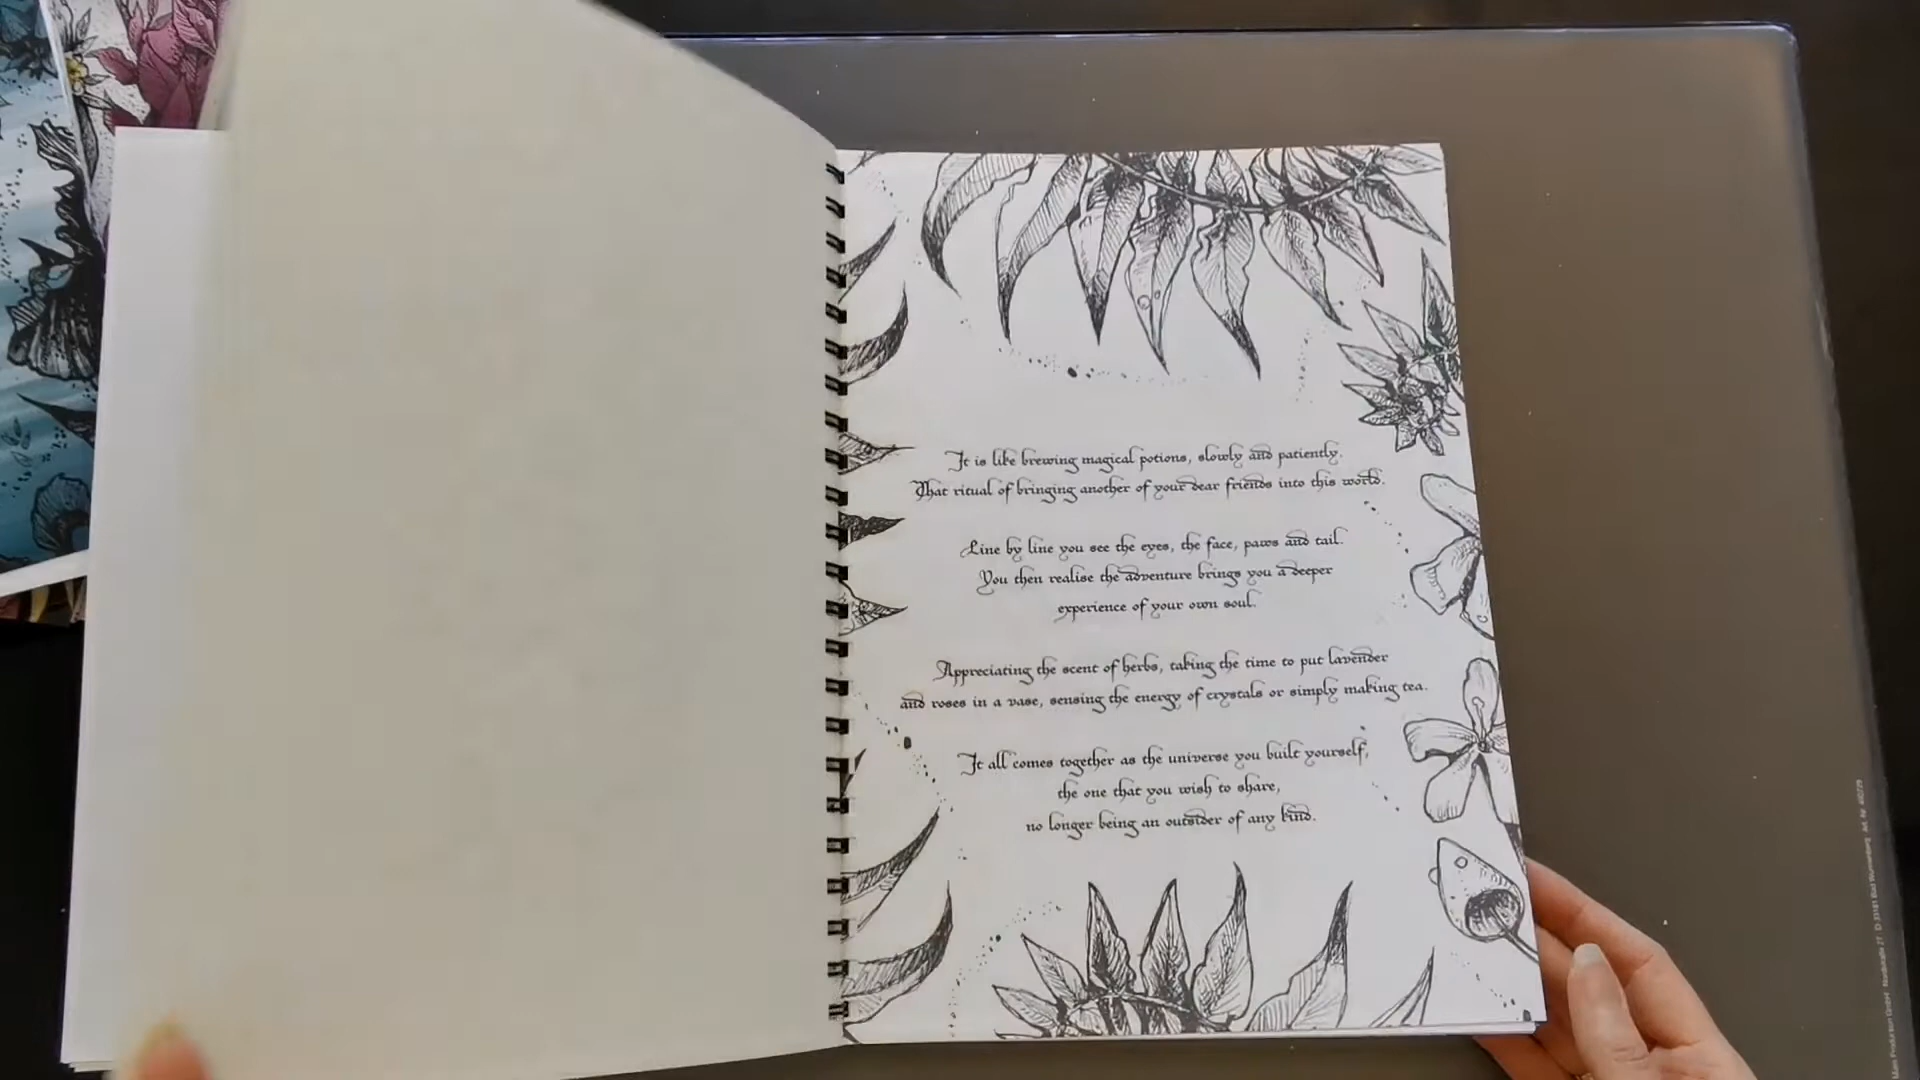 It is like brewing magical potions, slowly and patiently.
That ritual of bringing another of your dear friends into this world.
Line by line you see the eyes, the face, paws and tail.
You then realise the adventure brings you a deeper
experience of your own soul.
Appreciating the scent of herbs, taking the time to put lavender
and roses in a vase, sensing the energy of crystals or simply making tea.
It all comes together as the universe you built yourself,
the one that you wish to share,
no longer being an outsider of any kind.